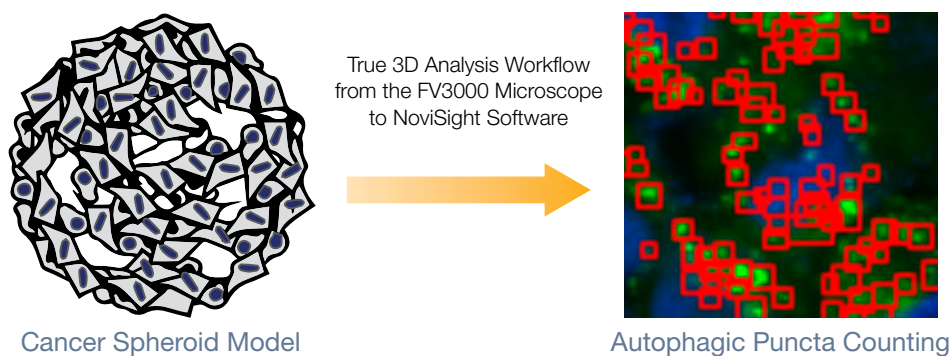 True 3D Analysis Workflow
from the FV3000 Microscope
to NoviSight Software
Cancer Spheroid Model
Autophagic Puncta Counting